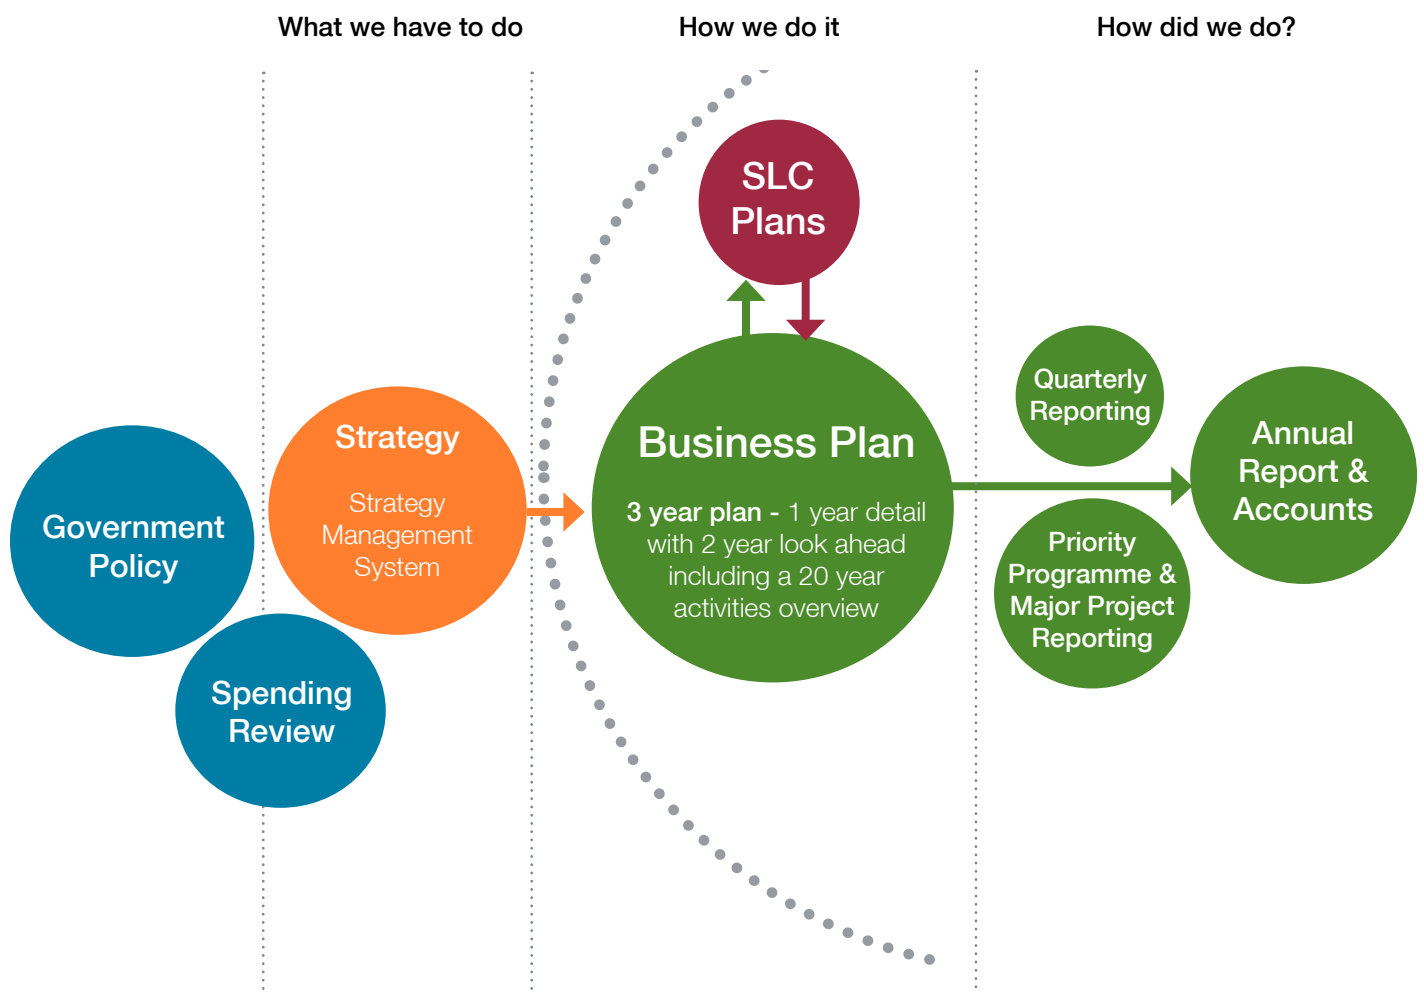 What we have to do
How we do it
How did we do?
Government
Policy
Spending
Review
Strategy
Strategy
Management
System
SLC
Plans
Business Plan
3 year plan - 1 year detail
with 2 year look ahead
including a 20 year
activities overview
Quarterly
Reporting
Priority
Programme &
Major Project
Reporting
Annual
Report &
Accounts